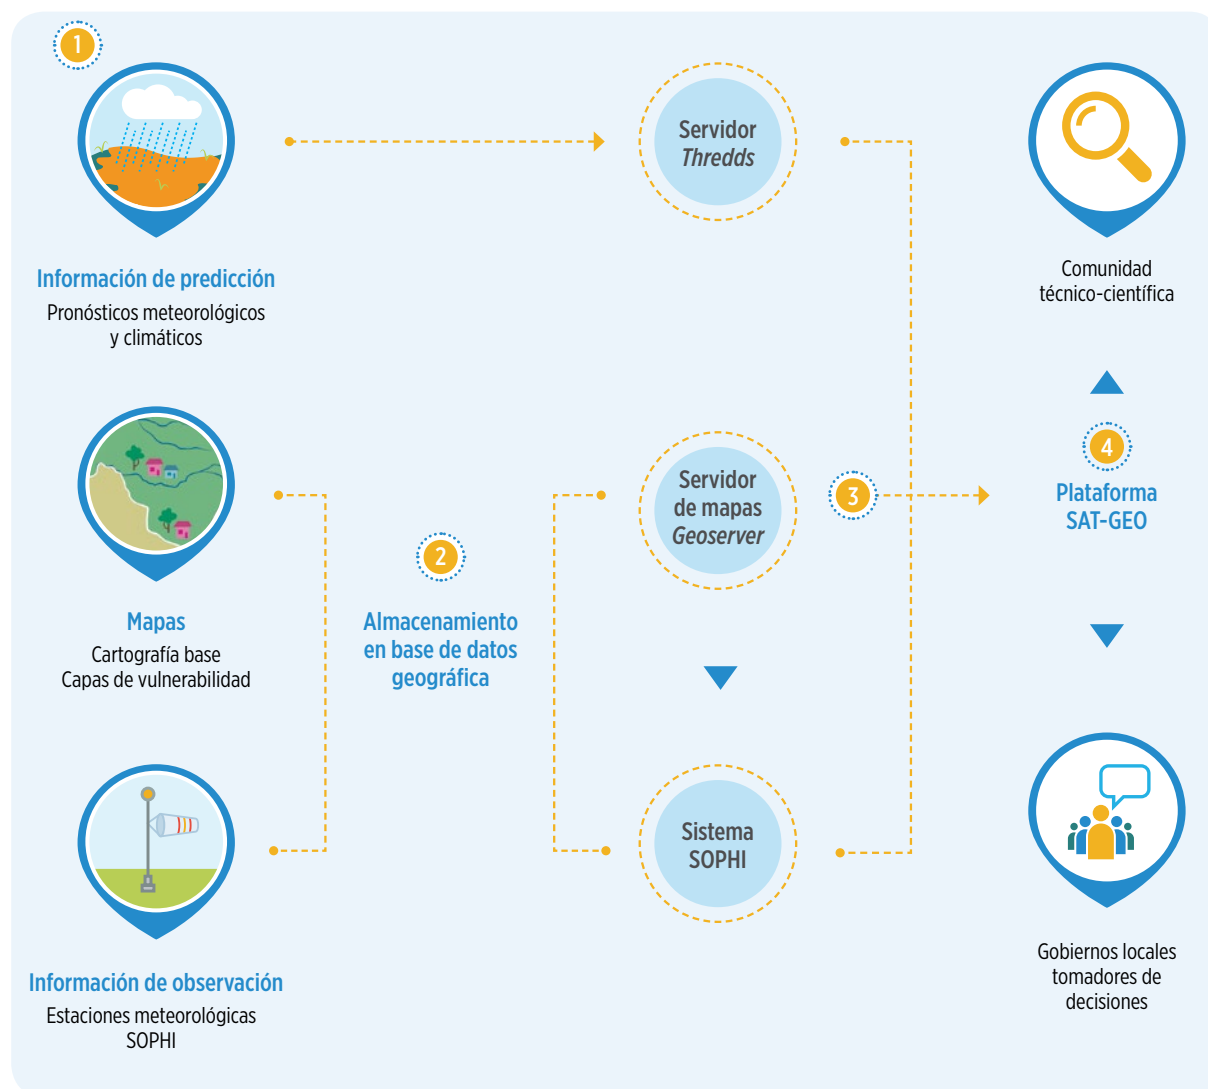 1
Información de predicción
Pronósticos meteorológicos
y climáticos
Mapas
Cartografía base
Capas de vulnerabilidad
Información de observación
Estaciones meteorológicas
SOPHI
2
Almacenamiento
en base de datos
geográfica
Servidor
Thredds
Servidor
de mapas
Geoserver
Sistema
SOPHI
3
Comunidad
técnico-científica
4
Plataforma
SAT-GEO
Gobiernos locales
tomadores de
decisiones